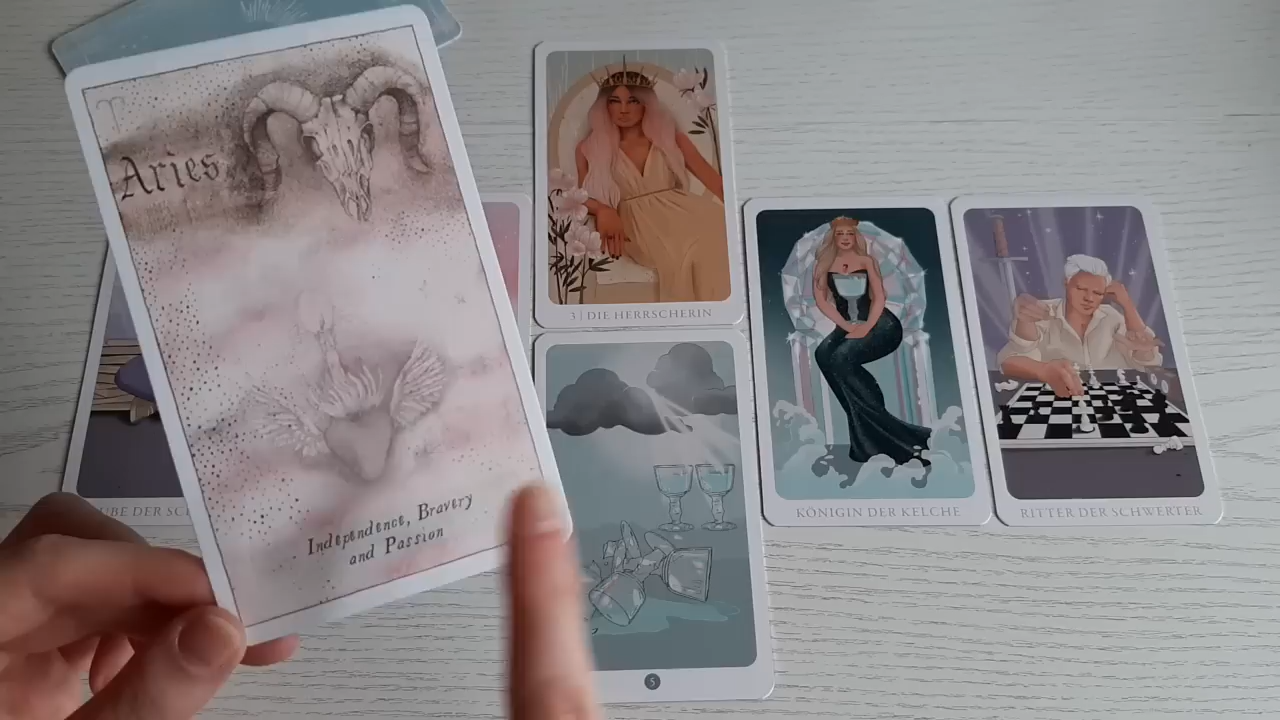 Aries
Independence, Bravery
and Passion
3 | DIE HERRSCHERIN
KÖNIGIN DER KELCHE
RITTER DER SCHWERTER
5